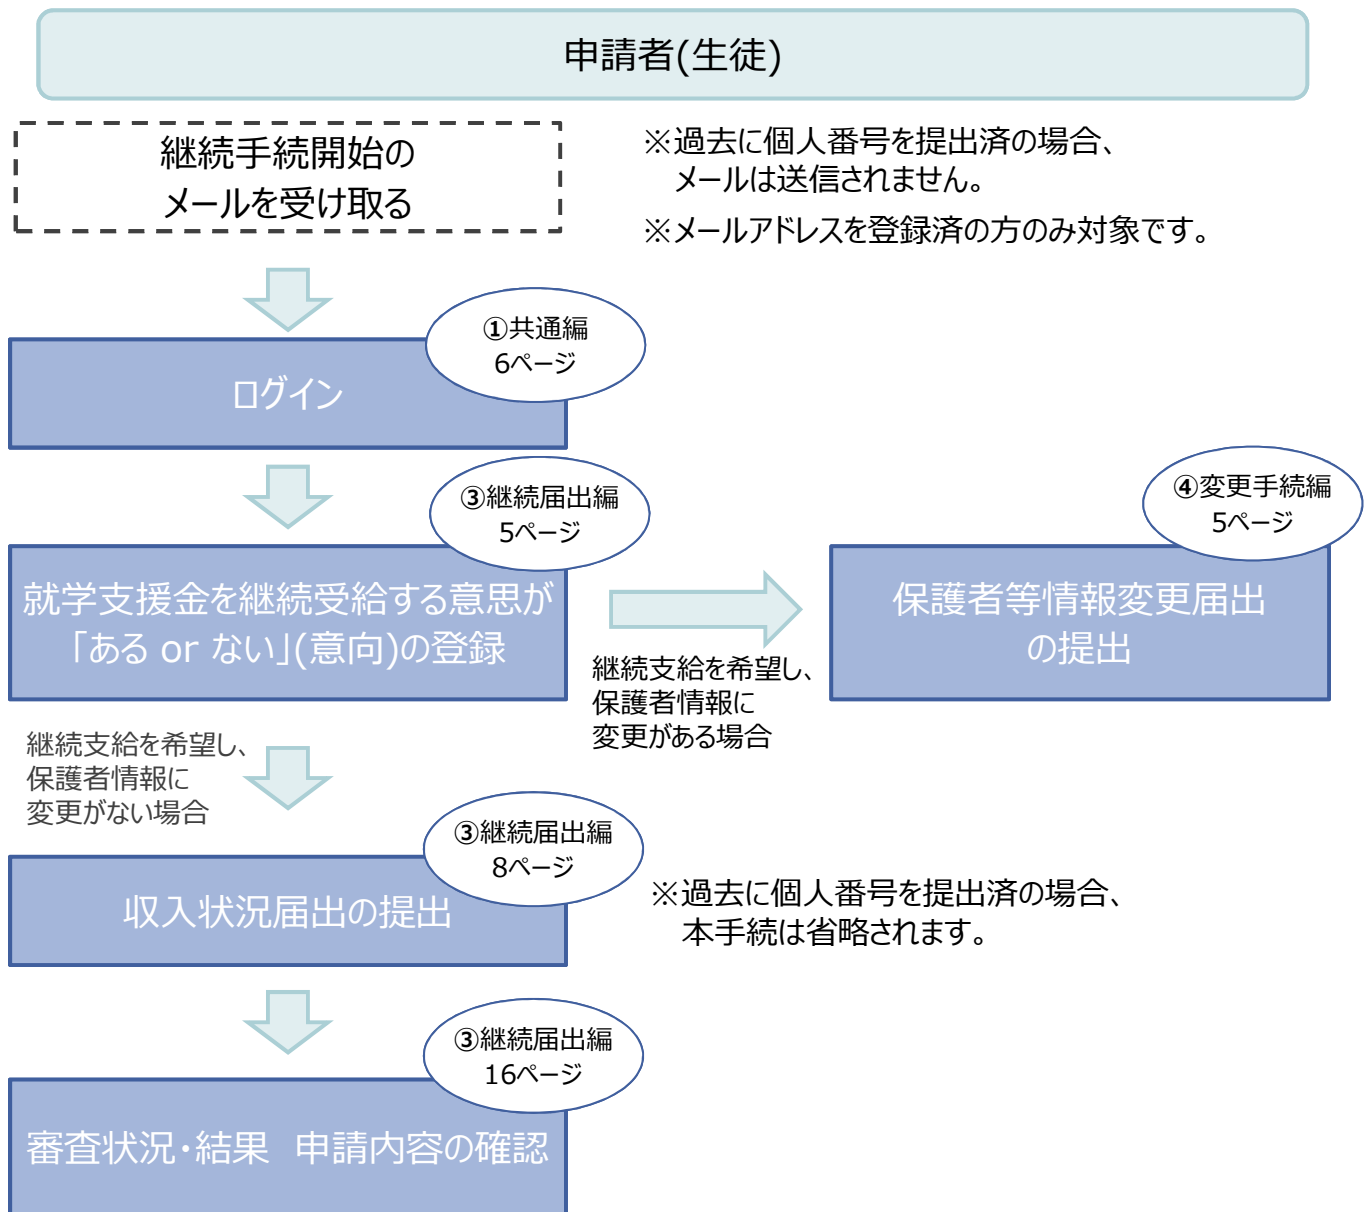 申請者(生徒)
継続手続開始の
メールを受け取る
※過去に個人番号を提出済の場合、
メールは送信されません。
※メールアドレスを登録済の方のみ対象です。
①共通編
6ページ
ログイン
③継続届出編
5ページ
就学支援金を継続受給する意思が
「ある or ない」(意向)の登録
継続支給を希望し、
保護者情報に
変更がある場合
④変更手続編
5ページ
保護者等情報変更届出
の提出
継続支給を希望し、
保護者情報に
変更がない場合
③継続届出編
8ページ
収入状況届出の提出
※過去に個人番号を提出済の場合、
本手続は省略されます。
③継続届出編
16ページ
審査状況・結果　申請内容の確認